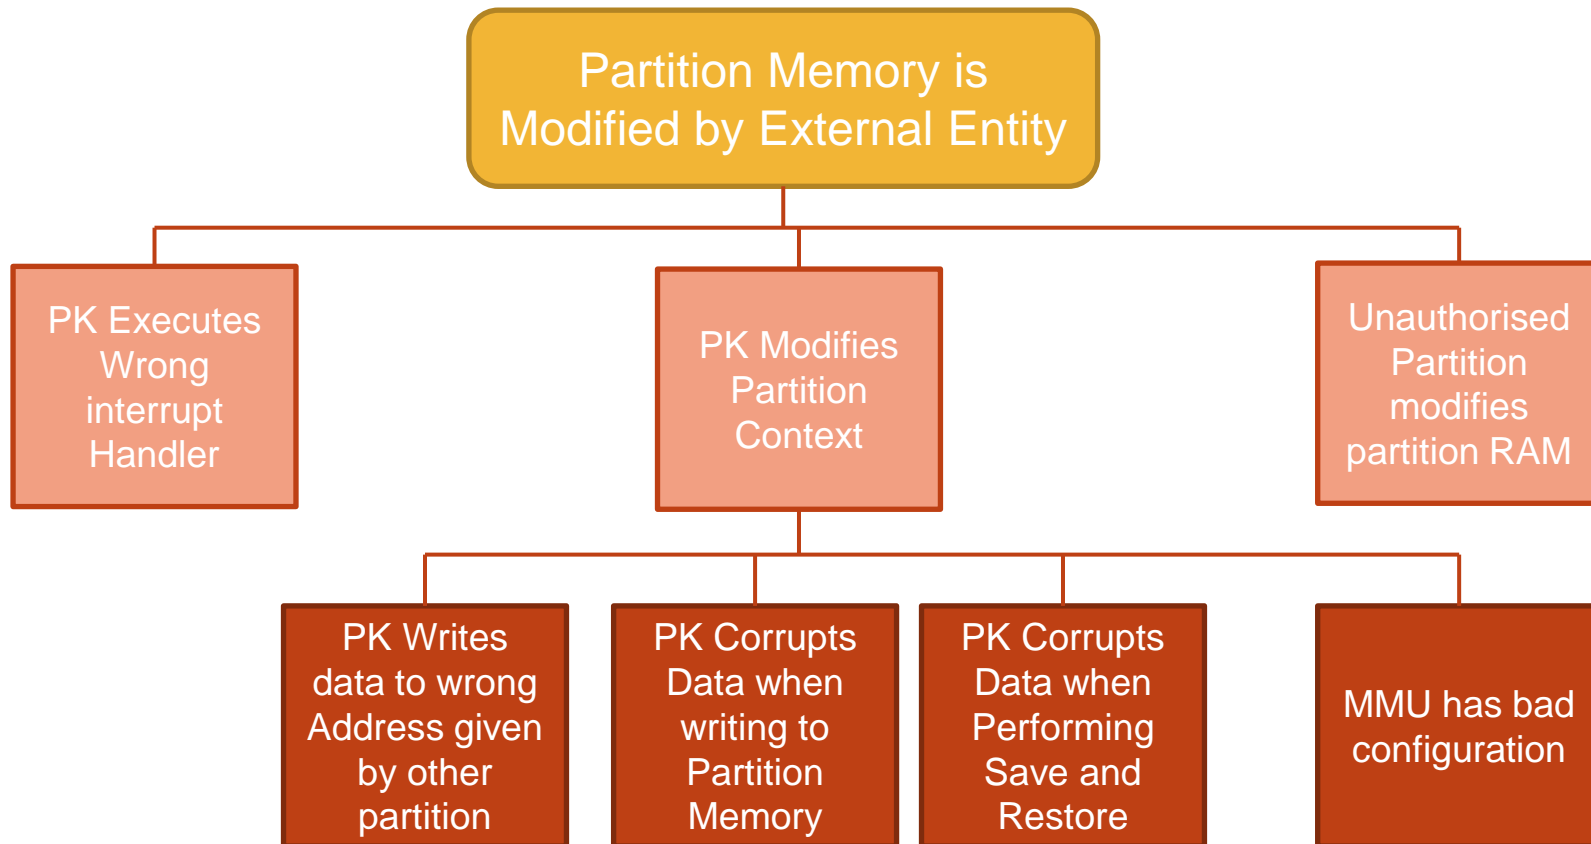 Partition Memory is
Modified by External Entity
PK Executes
Wrong
interrupt
Handler
PK Modifies
Partition
Context
Unauthorised
Partition
modifies
partition RAM
PK Writes
data to wrong
Address given
by other
partition
PK Corrupts
Data when
writing to
Partition
Memory
PK Corrupts
Data when
Performing
Save and
Restore
MMU has bad
configuration